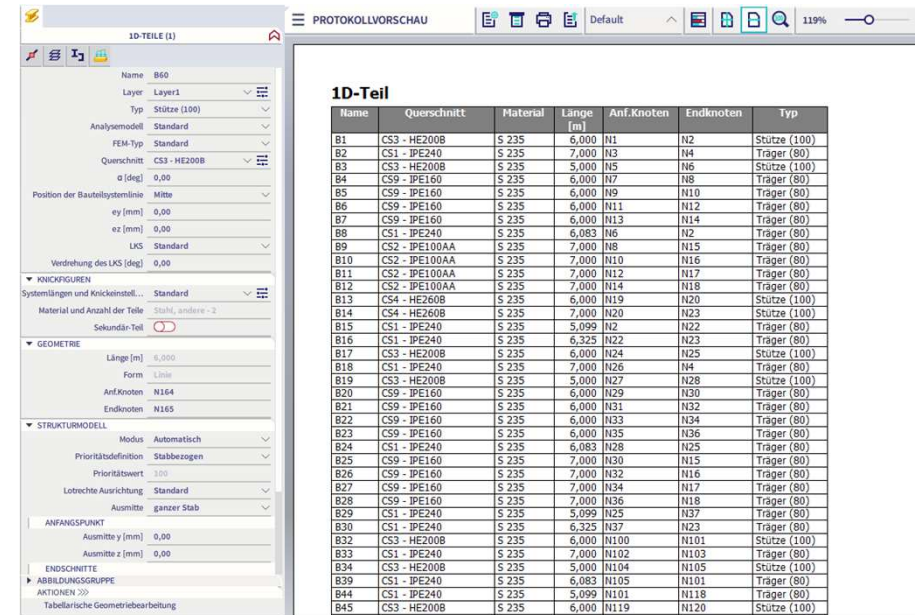 1D-TEILE (1)
Name B60
Layer Layer1
Typ Stütze (100)
Analysemodell Standard
FEM-Typ Standard
Querschnitt CS3 - HE200B
α [deg] 0,00
Position der Bauteilsystemlinie Mitte
ey [mm] 0,00
ez [mm] 0,00
LKS Standard
Verdrehung des LKS [deg] 0,00
KNICKFIGUREN
Systemlängen und Knickeinstell... Standard
Material und Anzahl der Teile Stahl, andere - 2
Sekundär-Teil
GEOMETRIE
Länge [m] 6,000
Form Linie
Anf.Knoten N164
Endknoten N165
STRUKTURMODELL
Modus Automatisch
Prioritätsdefinition Stabbezogen
Prioritätswert 100
Lotrechte Ausrichtung Standard
Ausmitte ganzer Stab
ANFANGSPUNKT
Ausmitte y [mm] 0,00
Ausmitte z [mm] 0,00
ENDSCHNITTE
ABBILDUNGSGRUPPE
AKTIONEN >>>
Tabellarische Geometriebearbeitung
PROTOKOLLVORSCHAU Default 119%
1D-Teil
Name Querschnitt Material Länge [m] Anf.Knoten Endknoten Typ
B1 CS3 - HE200B S 235 6,000 N1 N2 Stütze (100)
B2 CS1 - IPE240 S 235 7,000 N3 N4 Träger (80)
B3 CS3 - HE200B S 235 5,000 N5 N6 Stütze (100)
B4 CS9 - IPE160 S 235 6,000 N7 N8 Träger (80)
B5 CS9 - IPE160 S 235 6,000 N9 N10 Träger (80)
B6 CS9 - IPE160 S 235 6,000 N11 N12 Träger (80)
B7 CS9 - IPE160 S 235 6,000 N13 N14 Träger (80)
B8 CS1 - IPE240 S 235 6,083 N6 N2 Träger (80)
B9 CS2 - IPE100AA S 235 7,000 N8 N15 Träger (80)
B10 CS2 - IPE100AA S 235 7,000 N10 N16 Träger (80)
B11 CS2 - IPE100AA S 235 7,000 N12 N17 Träger (80)
B12 CS2 - IPE100AA S 235 7,000 N14 N18 Träger (80)
B13 CS4 - HE260B S 235 6,000 N19 N20 Stütze (100)
B14 CS4 - HE260B S 235 7,000 N20 N23 Stütze (100)
B15 CS1 - IPE240 S 235 5,099 N2 N22 Träger (80)
B16 CS1 - IPE240 S 235 6,325 N22 N23 Träger (80)
B17 CS3 - HE200B S 235 6,000 N24 N25 Stütze (100)
B18 CS1 - IPE240 S 235 7,000 N26 N4 Träger (80)
B19 CS3 - HE200B S 235 5,000 N27 N28 Stütze (100)
B20 CS9 - IPE160 S 235 6,000 N29 N30 Träger (80)
B21 CS9 - IPE160 S 235 6,000 N31 N32 Träger (80)
B22 CS9 - IPE160 S 235 6,000 N33 N34 Träger (80)
B23 CS9 - IPE160 S 235 6,000 N35 N36 Träger (80)
B24 CS1 - IPE240 S 235 6,083 N28 N25 Träger (80)
B25 CS9 - IPE160 S 235 7,000 N30 N15 Träger (80)
B26 CS9 - IPE160 S 235 7,000 N32 N16 Träger (80)
B27 CS9 - IPE160 S 235 7,000 N34 N17 Träger (80)
B28 CS9 - IPE160 S 235 7,000 N36 N18 Träger (80)
B29 CS1 - IPE240 S 235 5,099 N25 N37 Träger (80)
B30 CS1 - IPE240 S 235 6,325 N37 N23 Träger (80)
B32 CS3 - HE200B S 235 6,000 N100 N101 Stütze (100)
B33 CS1 - IPE240 S 235 7,000 N102 N103 Träger (80)
B34 CS3 - HE200B S 235 5,000 N104 N105 Stütze (100)
B39 CS1 - IPE240 S 235 6,083 N105 N101 Träger (80)
B44 CS1 - IPE240 S 235 5,099 N101 N118 Träger (80)
B45 CS3 - HE200B S 235 6,000 N119 N120 Stütze (100)